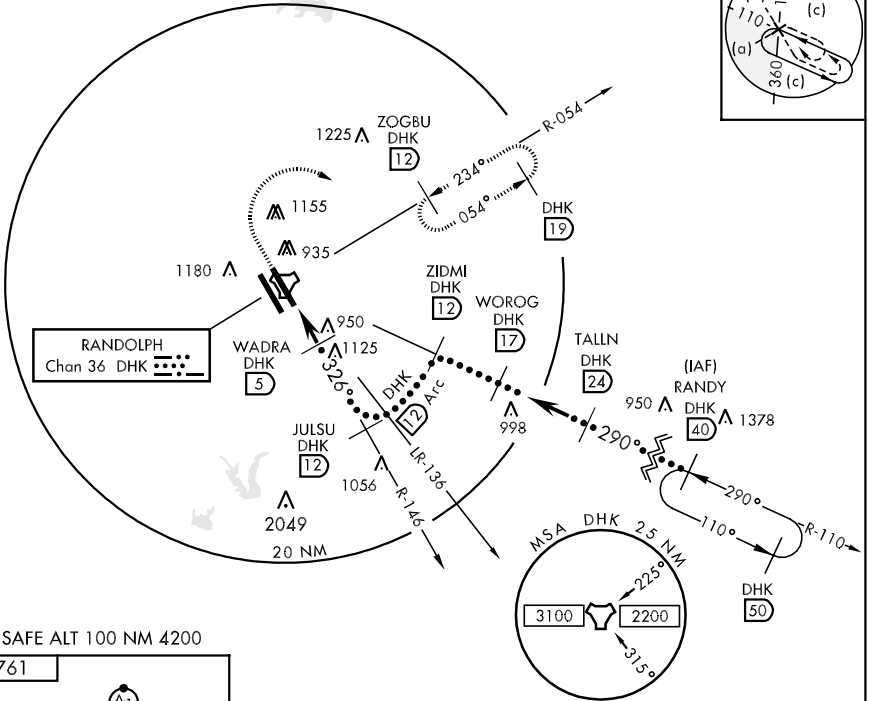 110
(c)
(a)
360
(c)
R-054
1225
ZOGBU
DHK
12
234°
054°
DHK
19
1155
935
1180
ZIDMI
DHK
12
WOROG
DHK
17
RANDOLPH
Chan 36 DHK
WADRA
DHK
5
950
1125
TALLN
DHK
24
(IAF)
RANDY
DHK
40
950
1378
326°
DHK
12 Arc
998
290°
JULSU
DHK
12
1056
LR-136
R-146
290°
110°
R-110
2049
20 NM
DHK
50
MSA DHK 25 NM
225°
3100
2200
315°
SAFE ALT 100 NM 4200
761
A1